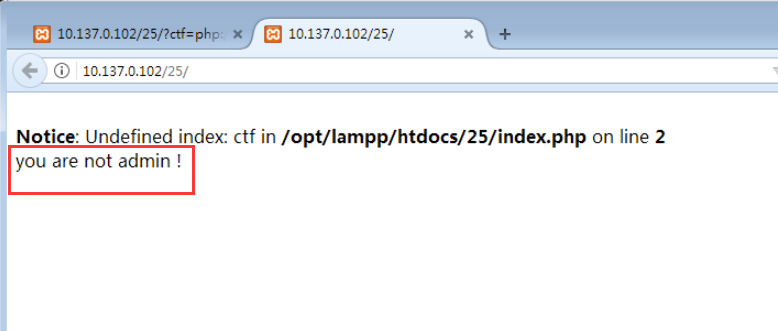 10.137.0.102/25/?ctf=php:
10.137.0.102/25/
10.137.0.102/25/
Notice: Undefined index: ctf in /opt/lampp/htdocs/25/index.php on line 2
you are not admin !